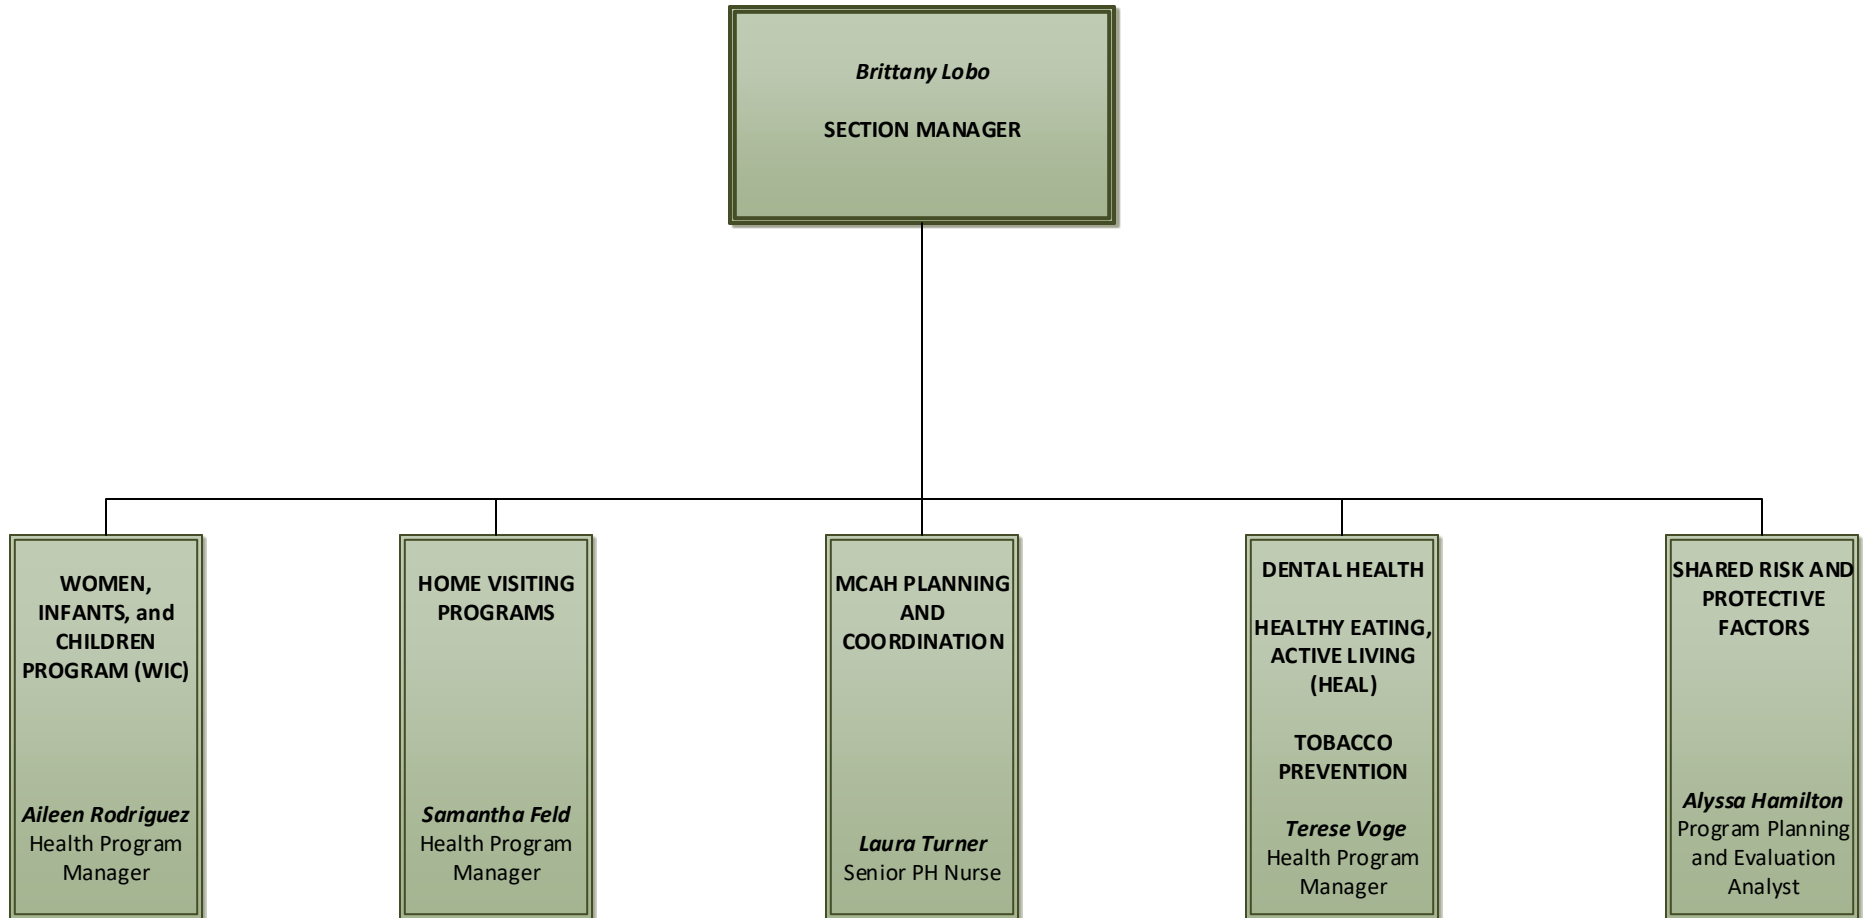 Brittany Lobo
SECTION MANAGER
WOMEN,
INFANTS, and
CHILDREN
PROGRAM (WIC)
Aileen Rodriguez
Health Program
Manager
HOME VISITING
PROGRAMS
Samantha Feld
Health Program
Manager
MCAH PLANNING
AND
COORDINATION
Laura Turner
Senior PH Nurse
DENTAL HEALTH
HEALTHY EATING,
ACTIVE LIVING
(HEAL)
TOBACCO
PREVENTION
Terese Voge
Health Program
Manager
SHARED RISK AND
PROTECTIVE
FACTORS
Alyssa Hamilton
Program Planning
and Evaluation
Analyst